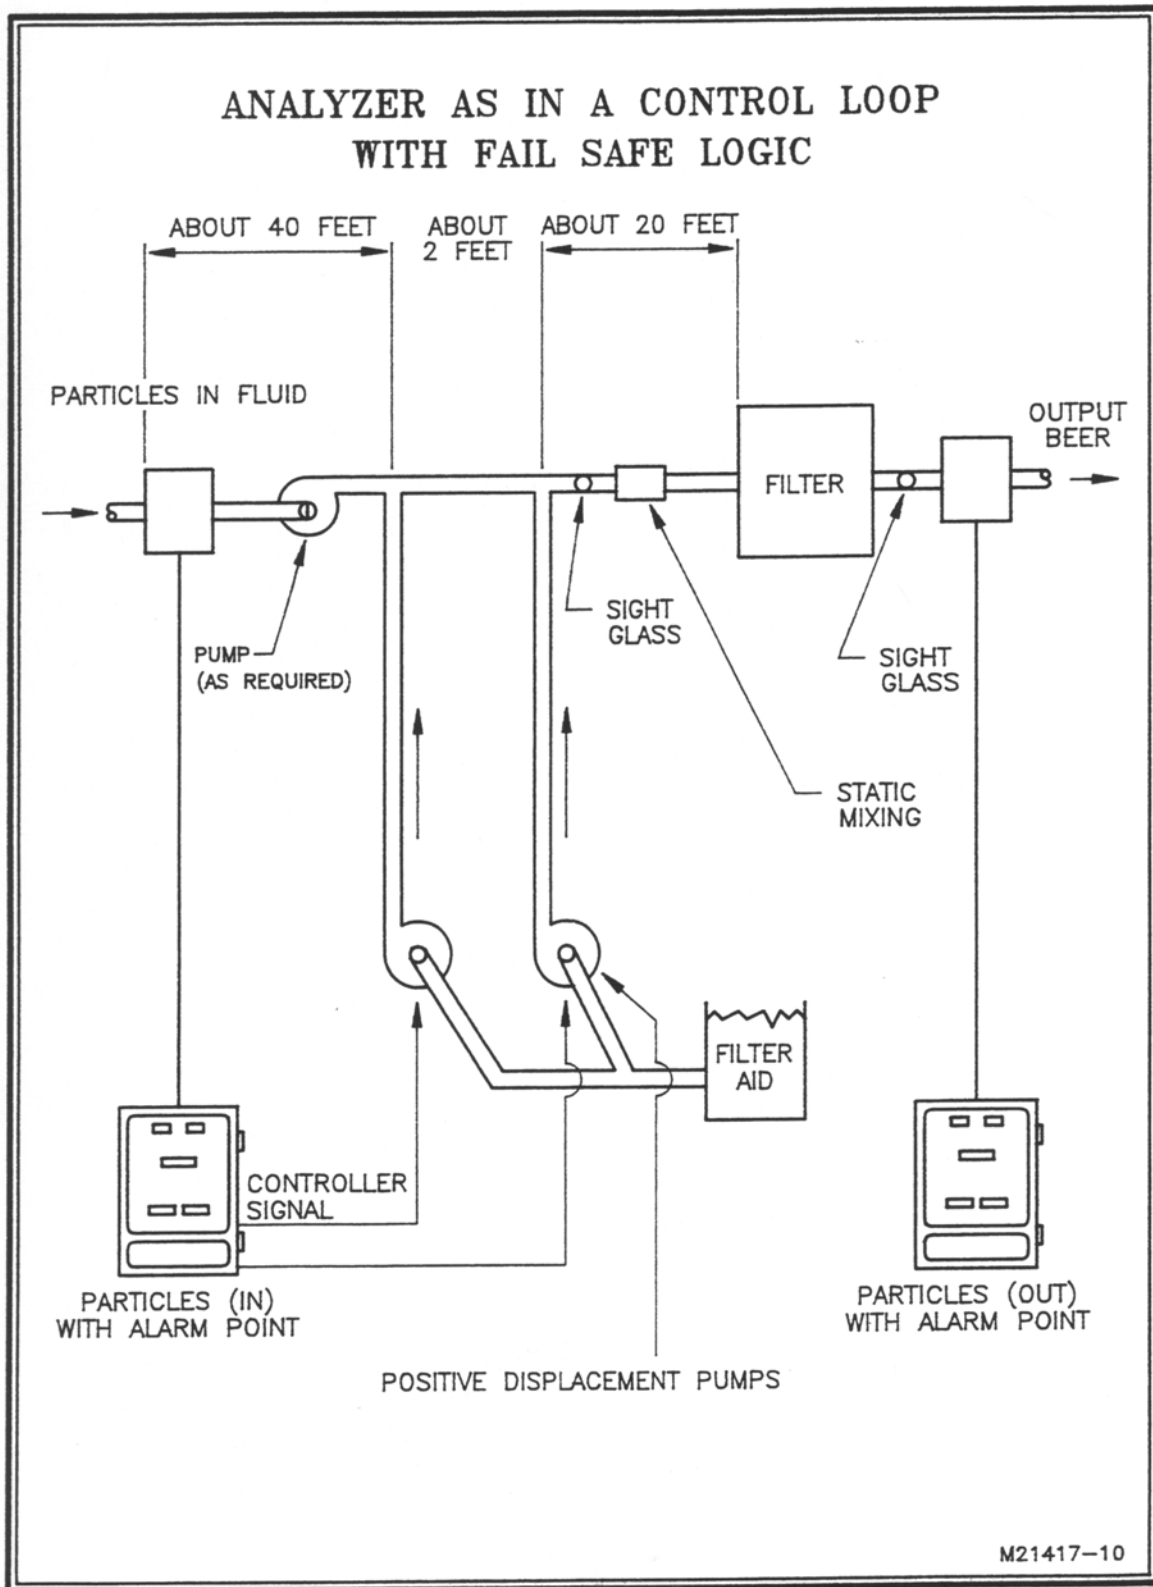 ANALYZER AS IN A CONTROL LOOP
WITH FAIL SAFE LOGIC
ABOUT 40 FEET
ABOUT
2 FEET
ABOUT 20 FEET
PARTICLES IN FLUID
OUTPUT
BEER
FILTER
SIGHT
GLASS
PUMP
(AS REQUIRED)
SIGHT
GLASS
STATIC
MIXING
FILTER
AID
CONTROLLER
SIGNAL
PARTICLES (IN)
WITH ALARM POINT
PARTICLES (OUT)
WITH ALARM POINT
POSITIVE DISPLACEMENT PUMPS
M21417-10